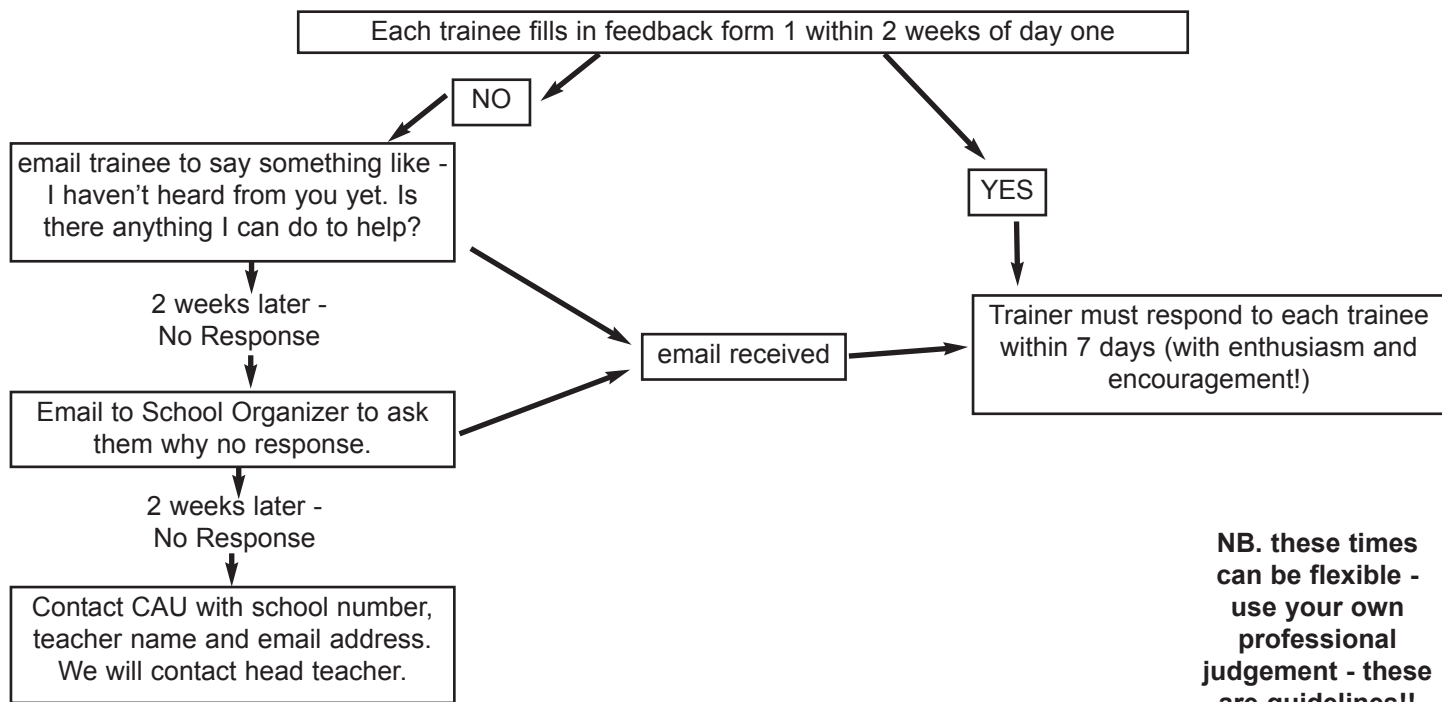 Each trainee fills in feedback form 1 within 2 weeks of day one
NO
email trainee to say something like -
I haven't heard from you yet. Is
there anything I can do to help?
YES
2 weeks later -
No Response
Trainer must respond to each trainee
within 7 days (with enthusiasm and
encouragement!)
email received
Email to School Organizer to ask
them why no response.
2 weeks later -
No Response
Contact CAU with school number,
teacher name and email address.
We will contact head teacher.
NB. these times
can be flexible -
use your own
professional
judgement - these
are guidelines!!